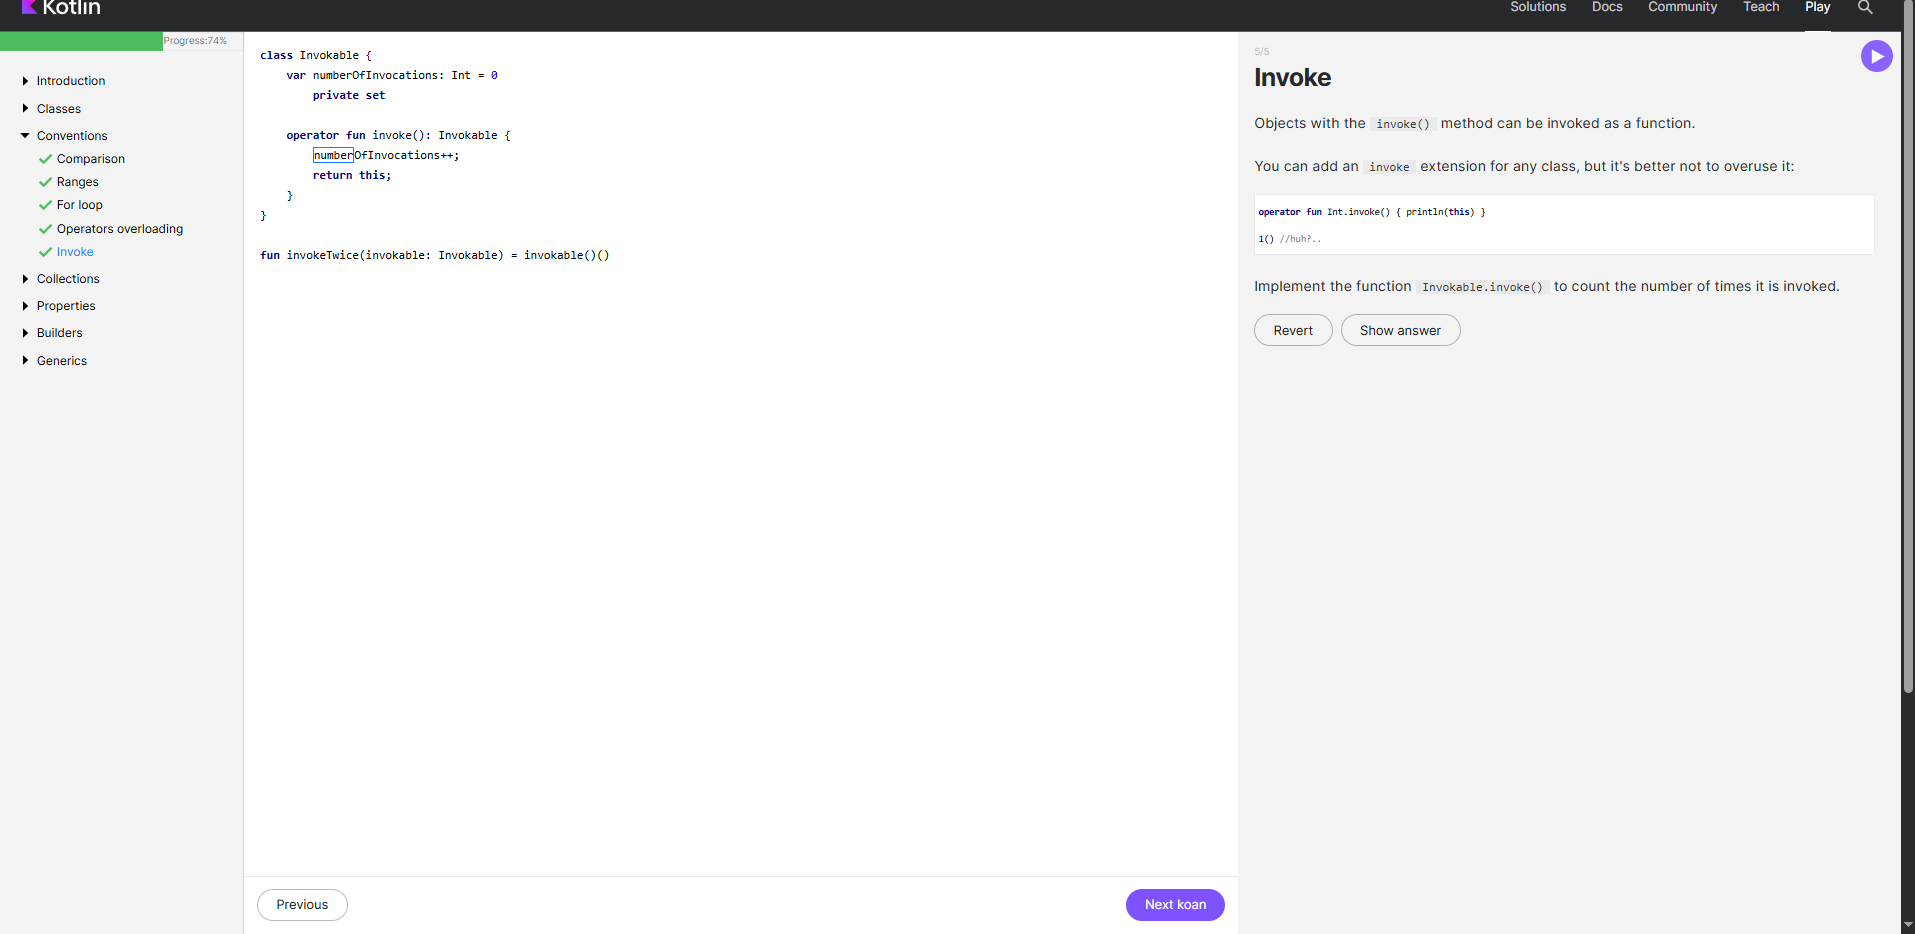 Kotlin
Solutions Docs Community Teach Play
Progress:74%
Introduction
Classes
Conventions
Comparison
Ranges
For loop
Operators overloading
Invoke
Collections
Properties
Builders
Generics
class Invokable {
    var numberOfInvocations: Int = 0
        private set
    operator fun invoke(): Invokable {
        numberOfInvocations++;
        return this;
    }
}
fun invokeTwice(invokable: Invokable) = invokable()()
Previous
Next koan
5/5
Invoke
Objects with the invoke() method can be invoked as a function.
You can add an invoke extension for any class, but it's better not to overuse it:
operator fun Int.invoke() { println(this) }
1() //huh?..
Implement the function Invokable.invoke() to count the number of times it is invoked.
Revert
Show answer